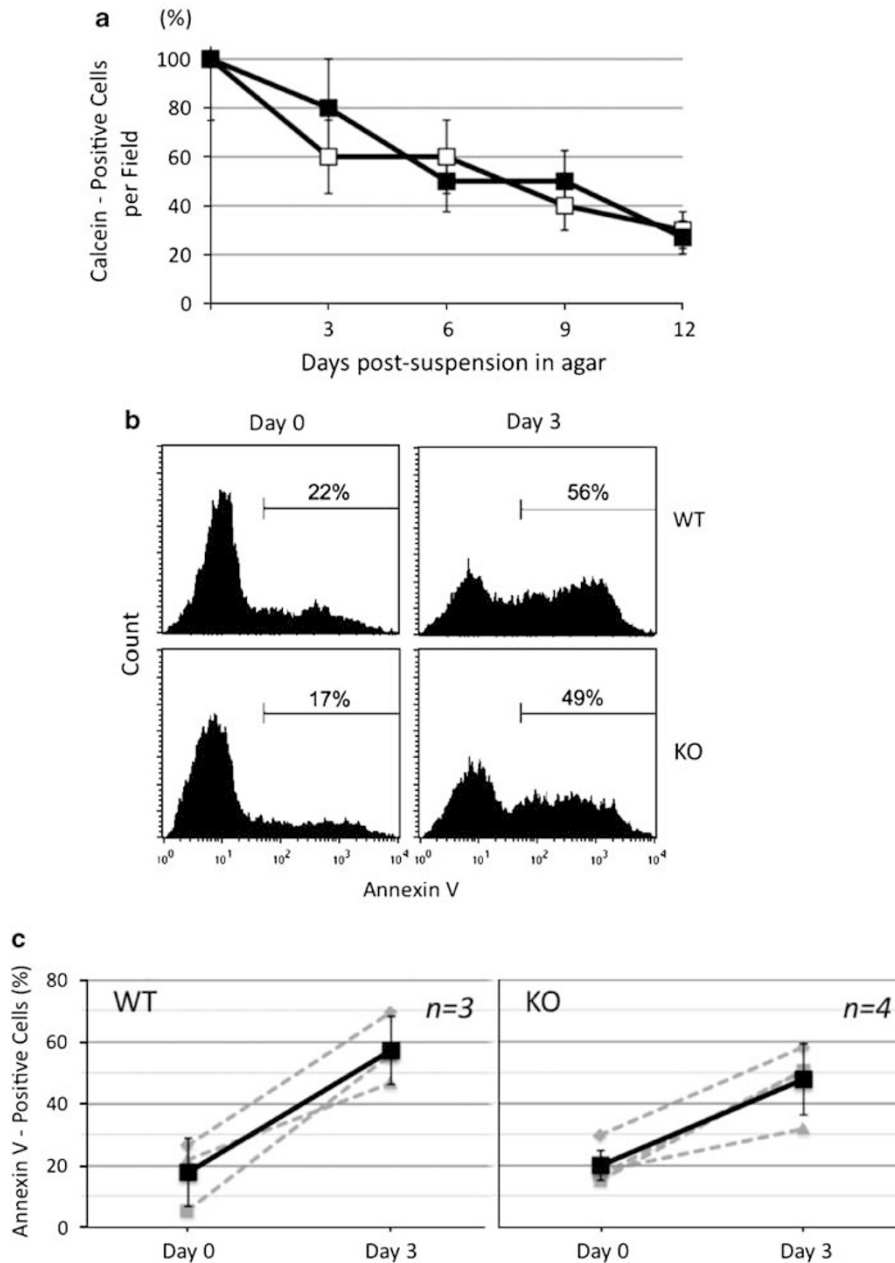 a (%)
100
80
60
40
20
0
Calcein - Positive Cells
per Field
3 6 9 12
Days post-suspension in agar
b
Day 0 Day 3
22% 56% WT
17% 49% KO
Count
10⁰ 10¹ 10² 10³ 10⁴ 10⁰ 10¹ 10² 10³ 10⁴
Annexin V
c
Annexin V - Positive Cells (%)
80
60
40
20
0
WT n=3 KO n=4
Day 0 Day 3 Day 0 Day 3